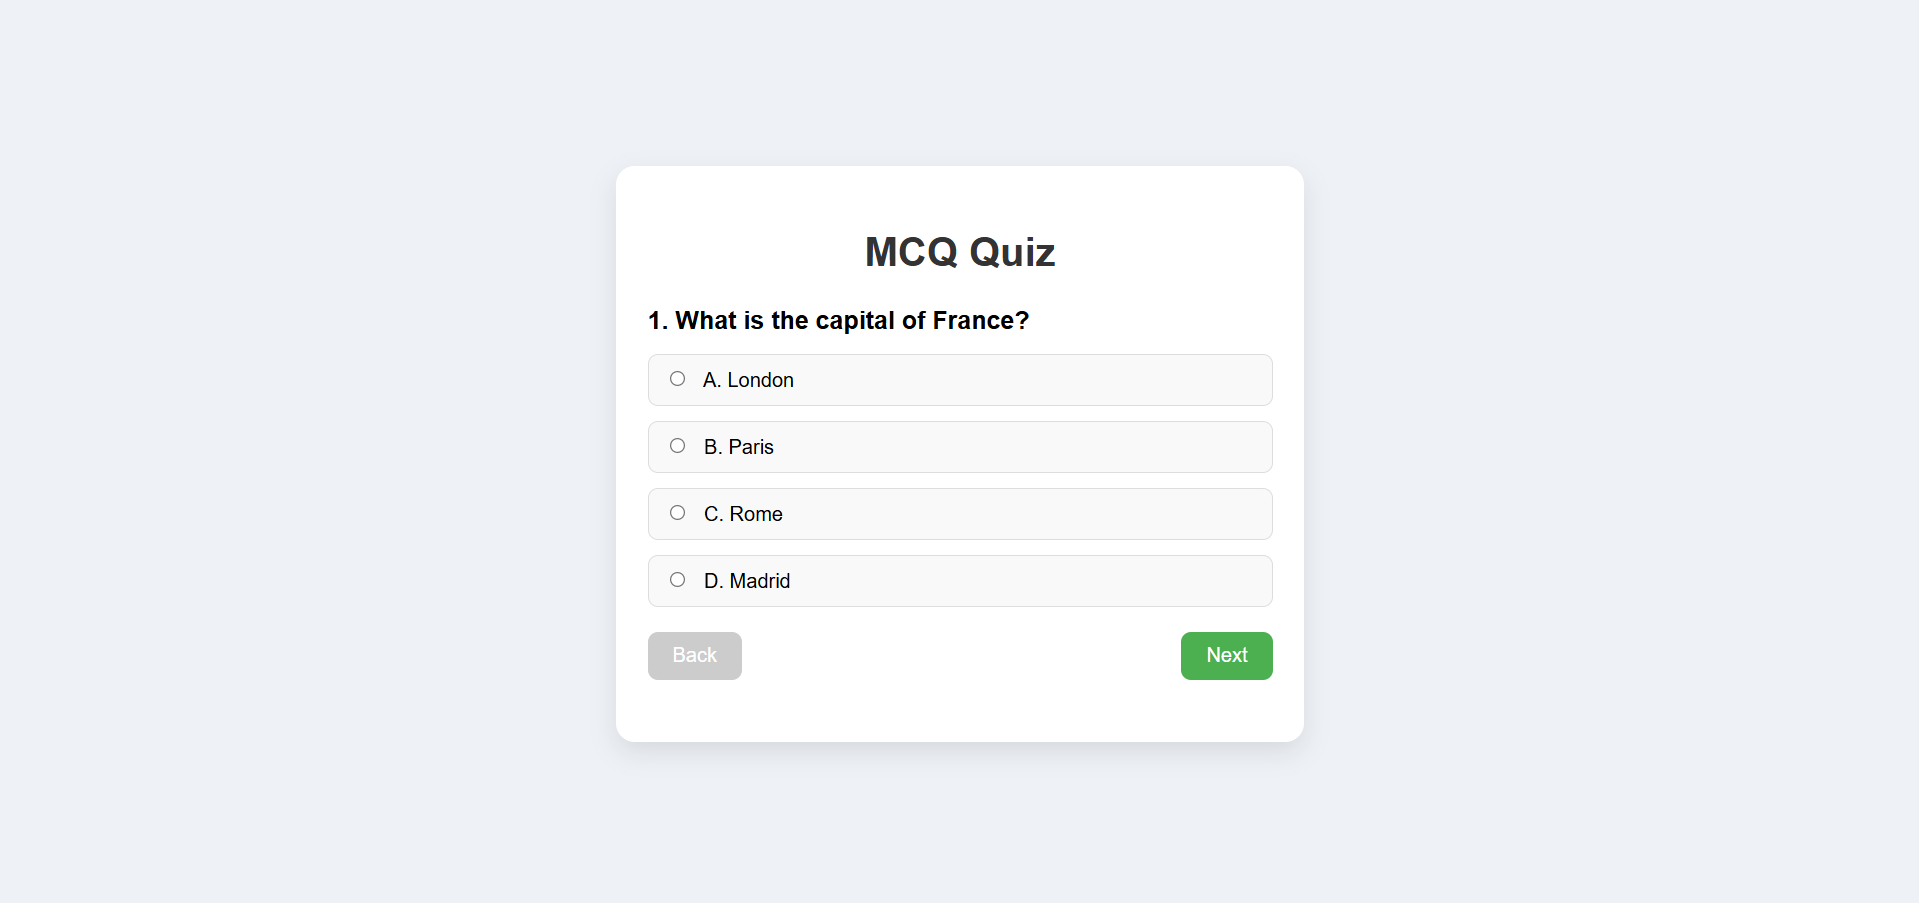 MCQ Quiz
1. What is the capital of France?
A. London
B. Paris
C. Rome
D. Madrid
Back
Next